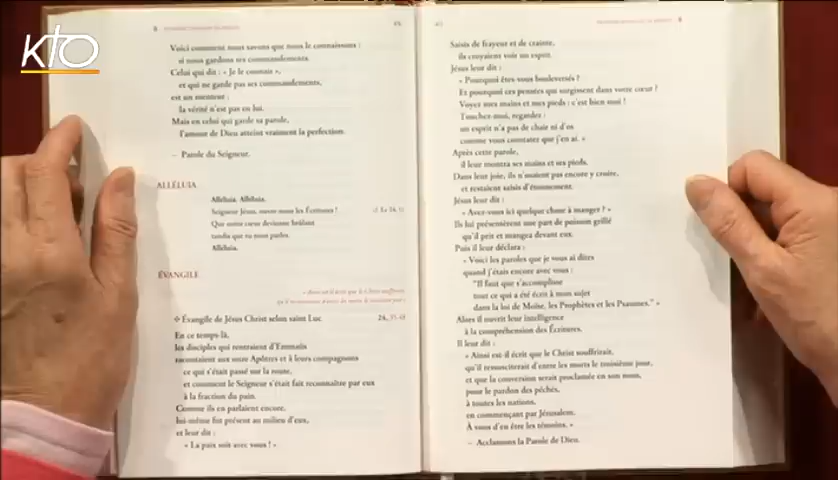 KTO
Voici comment nous savons que nous le connaissons :
si nous gardons ses commandements.
Celui qui dit : « Je le connais »,
et qui ne garde pas ses commandements,
est un menteur :
la vérité n'est pas en lui.
Mais en celui qui garde sa parole,
l'amour de Dieu atteint vraiment la perfection.
– Parole du Seigneur.
ALLÉLUIA
Alléluia. Alléluia.
Seigneur Jésus, ouvre-nous les Écritures !
Que notre cœur devienne brûlant
tandis que tu nous parles.
Alléluia.
ÉVANGILE
« Ainsi est-il écrit que le Christ souffrirait,
qu'il ressusciterait d'entre les morts le troisième jour »
✢ Évangile de Jésus Christ selon saint Luc
24, 35-48
En ce temps-là,
les disciples qui rentraient d'Emmaüs
racontaient aux onze Apôtres et à leurs compagnons
ce qui s'était passé sur la route,
et comment le Seigneur s'était fait reconnaître par eux
à la fraction du pain.
Comme ils en parlaient encore,
lui-même fut présent au milieu d'eux,
et leur dit :
« La paix soit avec vous ! »
Saisis de frayeur et de crainte,
ils croyaient voir un esprit.
Jésus leur dit :
« Pourquoi êtes-vous bouleversés ?
Et pourquoi ces pensées qui surgissent dans votre cœur ?
Voyez mes mains et mes pieds : c'est bien moi !
Touchez-moi, regardez :
un esprit n'a pas de chair ni d'os
comme vous constatez que j'en ai. »
Après cette parole,
il leur montra ses mains et ses pieds.
Dans leur joie, ils n'osaient pas encore y croire,
et restaient saisis d'étonnement.
Jésus leur dit :
« Avez-vous ici quelque chose à manger ? »
Ils lui présentèrent une part de poisson grillé
qu'il prit et mangea devant eux.
Puis il leur déclara :
« Voici les paroles que je vous ai dites
quand j'étais encore avec vous :
"Il faut que s'accomplisse
tout ce qui a été écrit à mon sujet
dans la loi de Moïse, les Prophètes et les Psaumes." »
Alors il ouvrit leur intelligence
à la compréhension des Écritures.
Il leur dit :
« Ainsi est-il écrit que le Christ souffrirait,
qu'il ressusciterait d'entre les morts le troisième jour,
et que la conversion serait proclamée en son nom,
pour le pardon des péchés,
à toutes les nations,
en commençant par Jérusalem.
À vous d'en être les témoins. »
– Acclamons la Parole de Dieu.